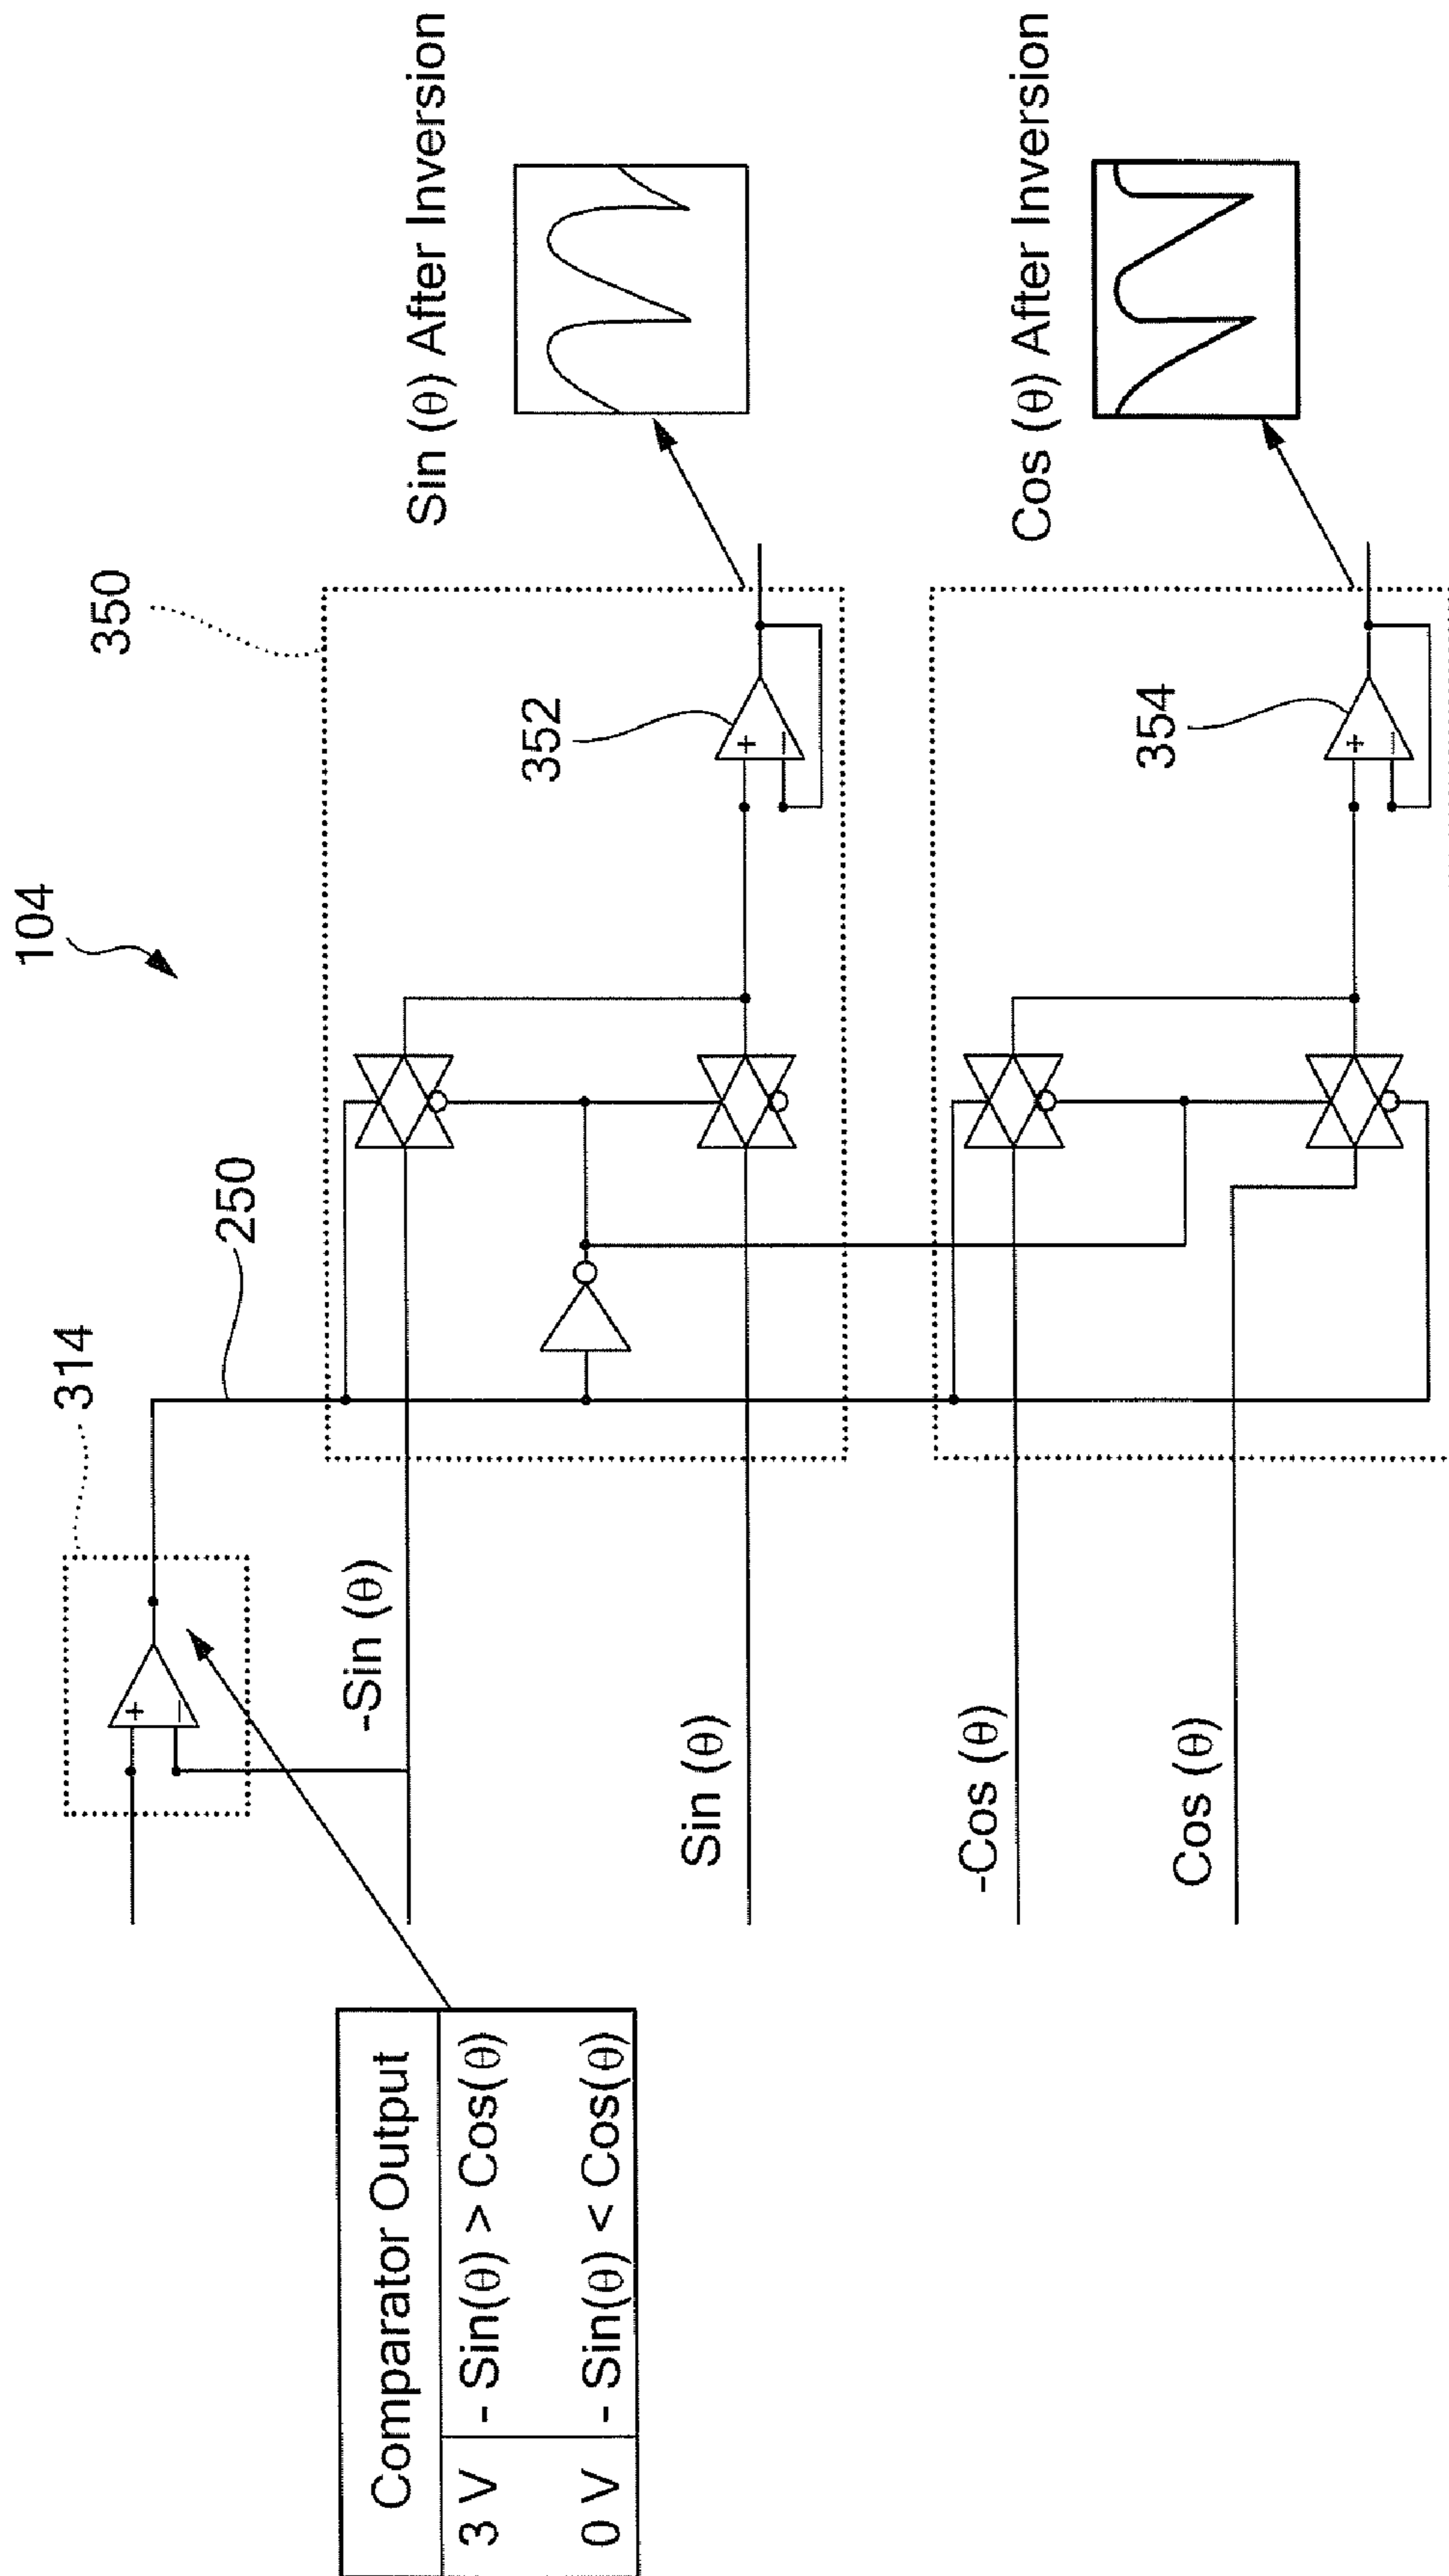 104
350
314
250
352
354
+
−
-Sin (θ)
Sin (θ)
-Cos (θ)
Cos (θ)
+
−
+
−
Sin (θ) After Inversion
Cos (θ) After Inversion
Comparator Output
3 V - Sin(θ) > Cos(θ)
0 V - Sin(θ) < Cos(θ)